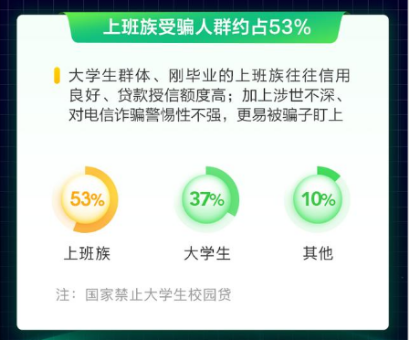 上班族受骗人群约占53%
大学生群体、刚毕业的上班族往往信用
良好、贷款授信额度高；加上涉世不深、
对电信诈骗警惕性不强，更易被骗子盯上
53%
37%
10%
上班族
大学生
其他
注：国家禁止大学生校园贷